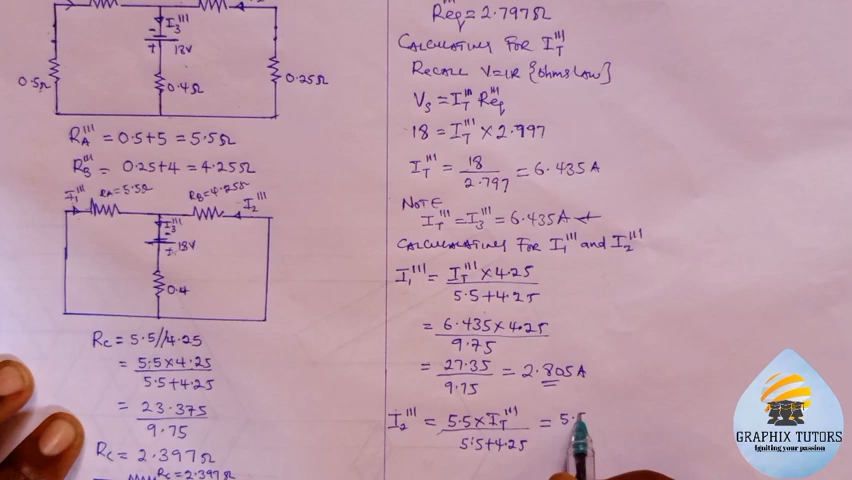 I3'''
- +
18V
0.5Ω
0.4Ω
0.25Ω
RA''' = 0.5+5 = 5.5Ω
RB''' = 0.25+4 = 4.25Ω
I1''' RA=5.5Ω RB=4.25Ω I2'''
I3'''
18V
0.4
Rc = 5.5//4.25
= 5.5×4.25 / 5.5+4.25
= 23.375 / 9.75
Rc = 2.397Ω
Rc = 2.397Ω
Req''' = 2.797Ω
CALCULATING FOR IT'''
RECALL V=IR {Ohms LAW}
Vs = IT''' Req'''
18 = IT''' × 2.797
IT''' = 18 / 2.797 = 6.435A
NOTE
IT''' = I3''' = 6.435A
CALCULATING FOR I1''' and I2'''
I1''' = IT''' × 4.25 / 5.5+4.25
= 6.435×4.25 / 9.75
= 27.35 / 9.75 = 2.805A
I2''' = 5.5×IT''' / 5.5+4.25 = 5.5
GRAPHIX TUTORS
Igniting your passion